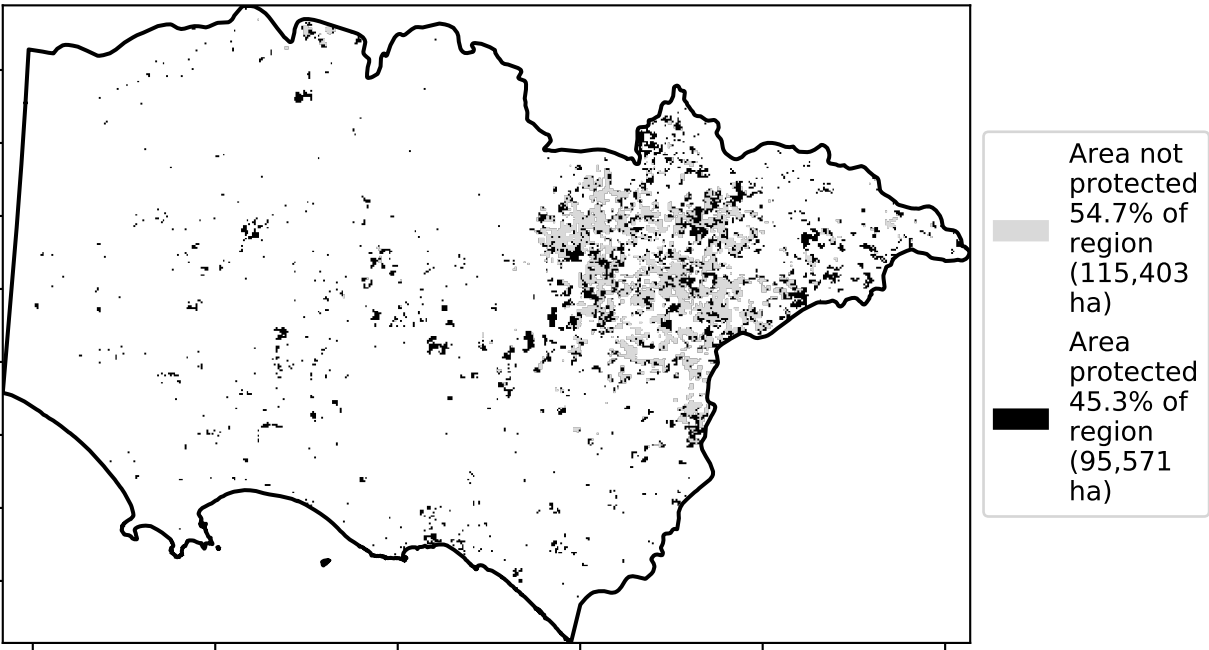 Area not
protected
54.7% of
region
(115,403
ha)
Area
protected
45.3% of
region
(95,571
ha)